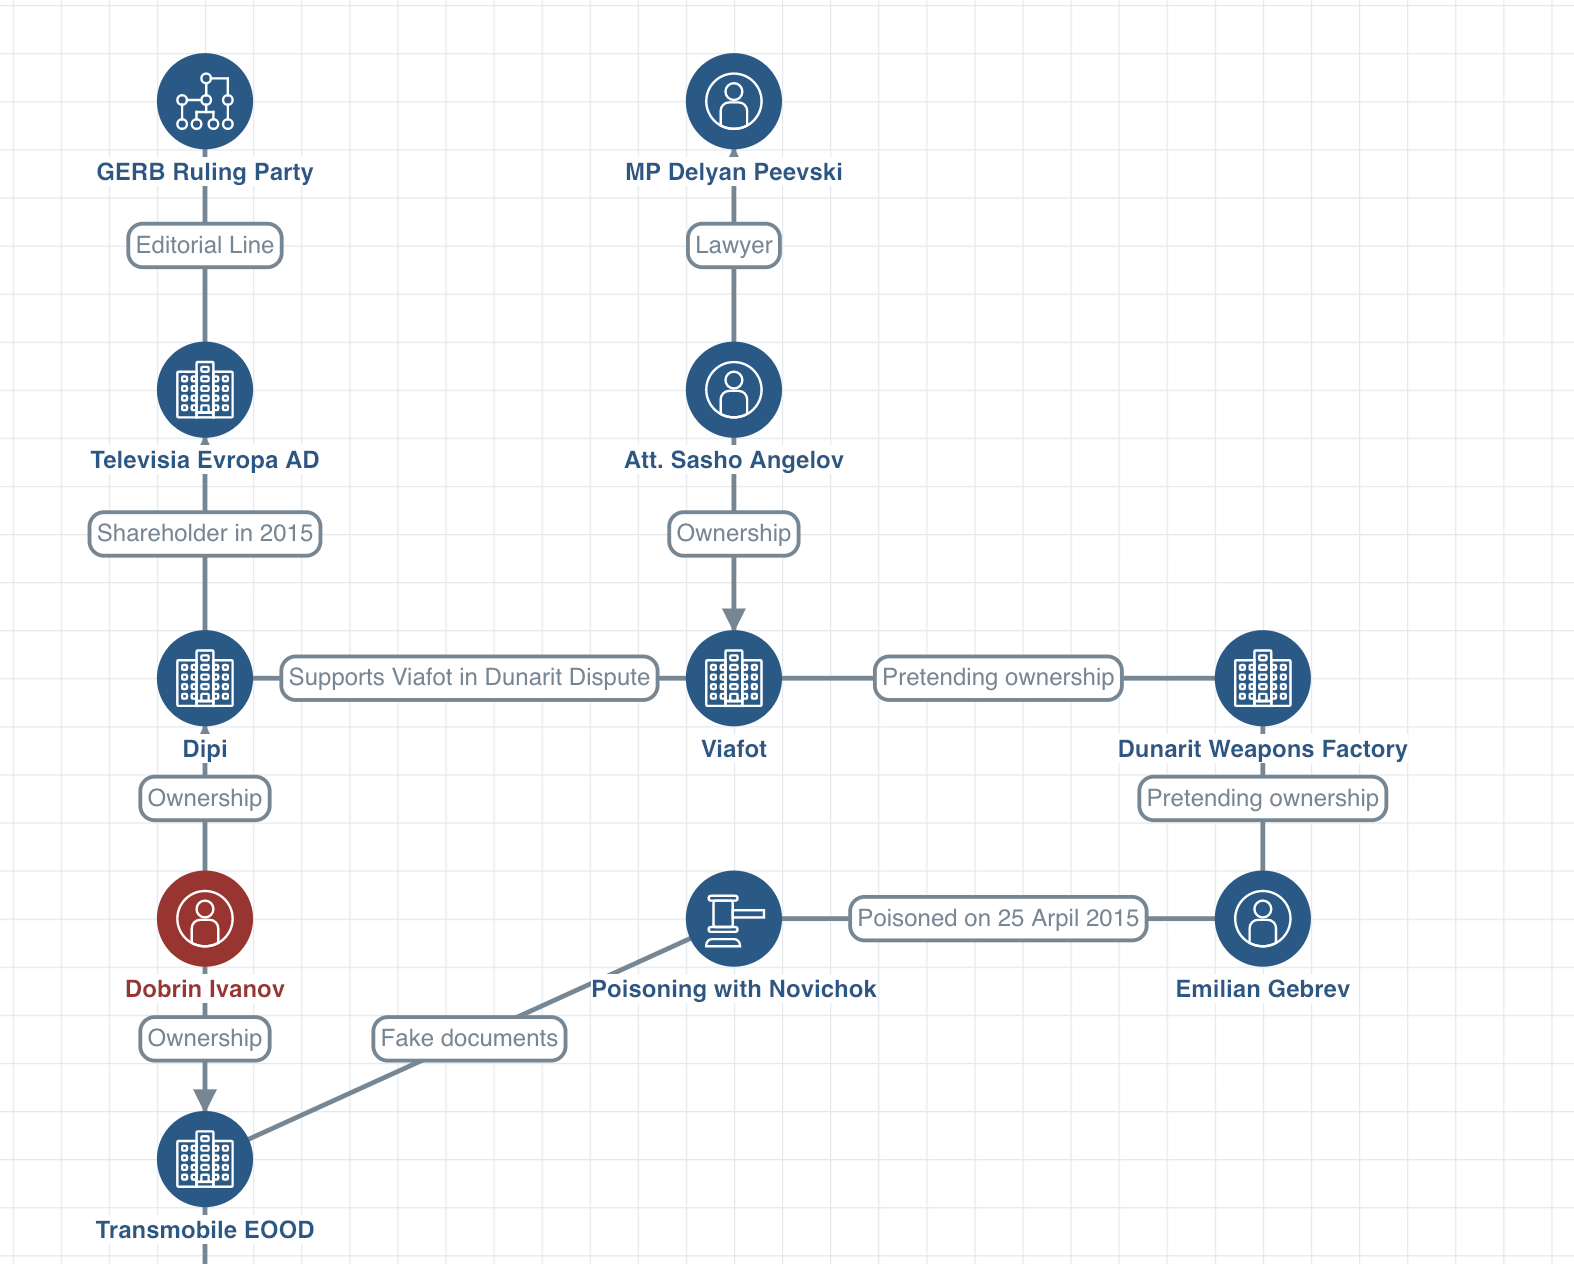 GERB Ruling Party
MP Delyan Peevski
Editorial Line
Lawyer
Televisia Evropa AD
Att. Sasho Angelov
Shareholder in 2015
Ownership
Supports Viafot in Dunarit Dispute
Pretending ownership
Dipi
Viafot
Dunarit Weapons Factory
Ownership
Pretending ownership
Poisoned on 25 Arpil 2015
Dobrin Ivanov
Poisoning with Novichok
Emilian Gebrev
Ownership
Fake documents
Transmobile EOOD